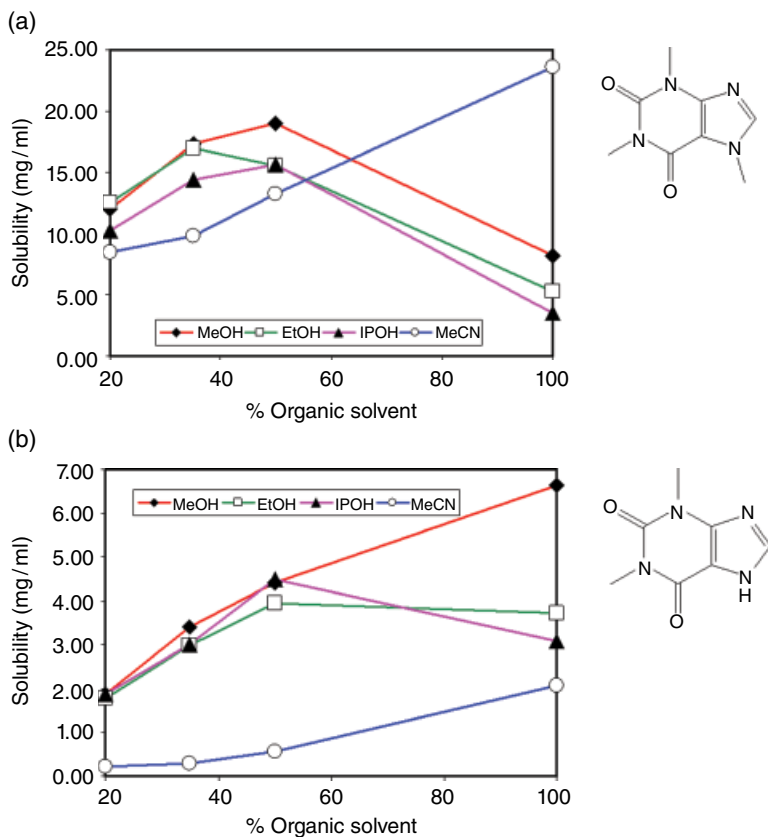 (a)
Solubility (mg/ml)
25.00
20.00
15.00
10.00
5.00
0.00
MeOH EtOH IPOH MeCN
20 40 60 80 100
% Organic solvent
N
N
O
N
N
O
(b)
Solubility (mg/ml)
7.00
6.00
5.00
4.00
3.00
2.00
1.00
0.00
MeOH EtOH IPOH MeCN
20 40 60 80 100
% Organic solvent
O
N
N
N
N
H
O